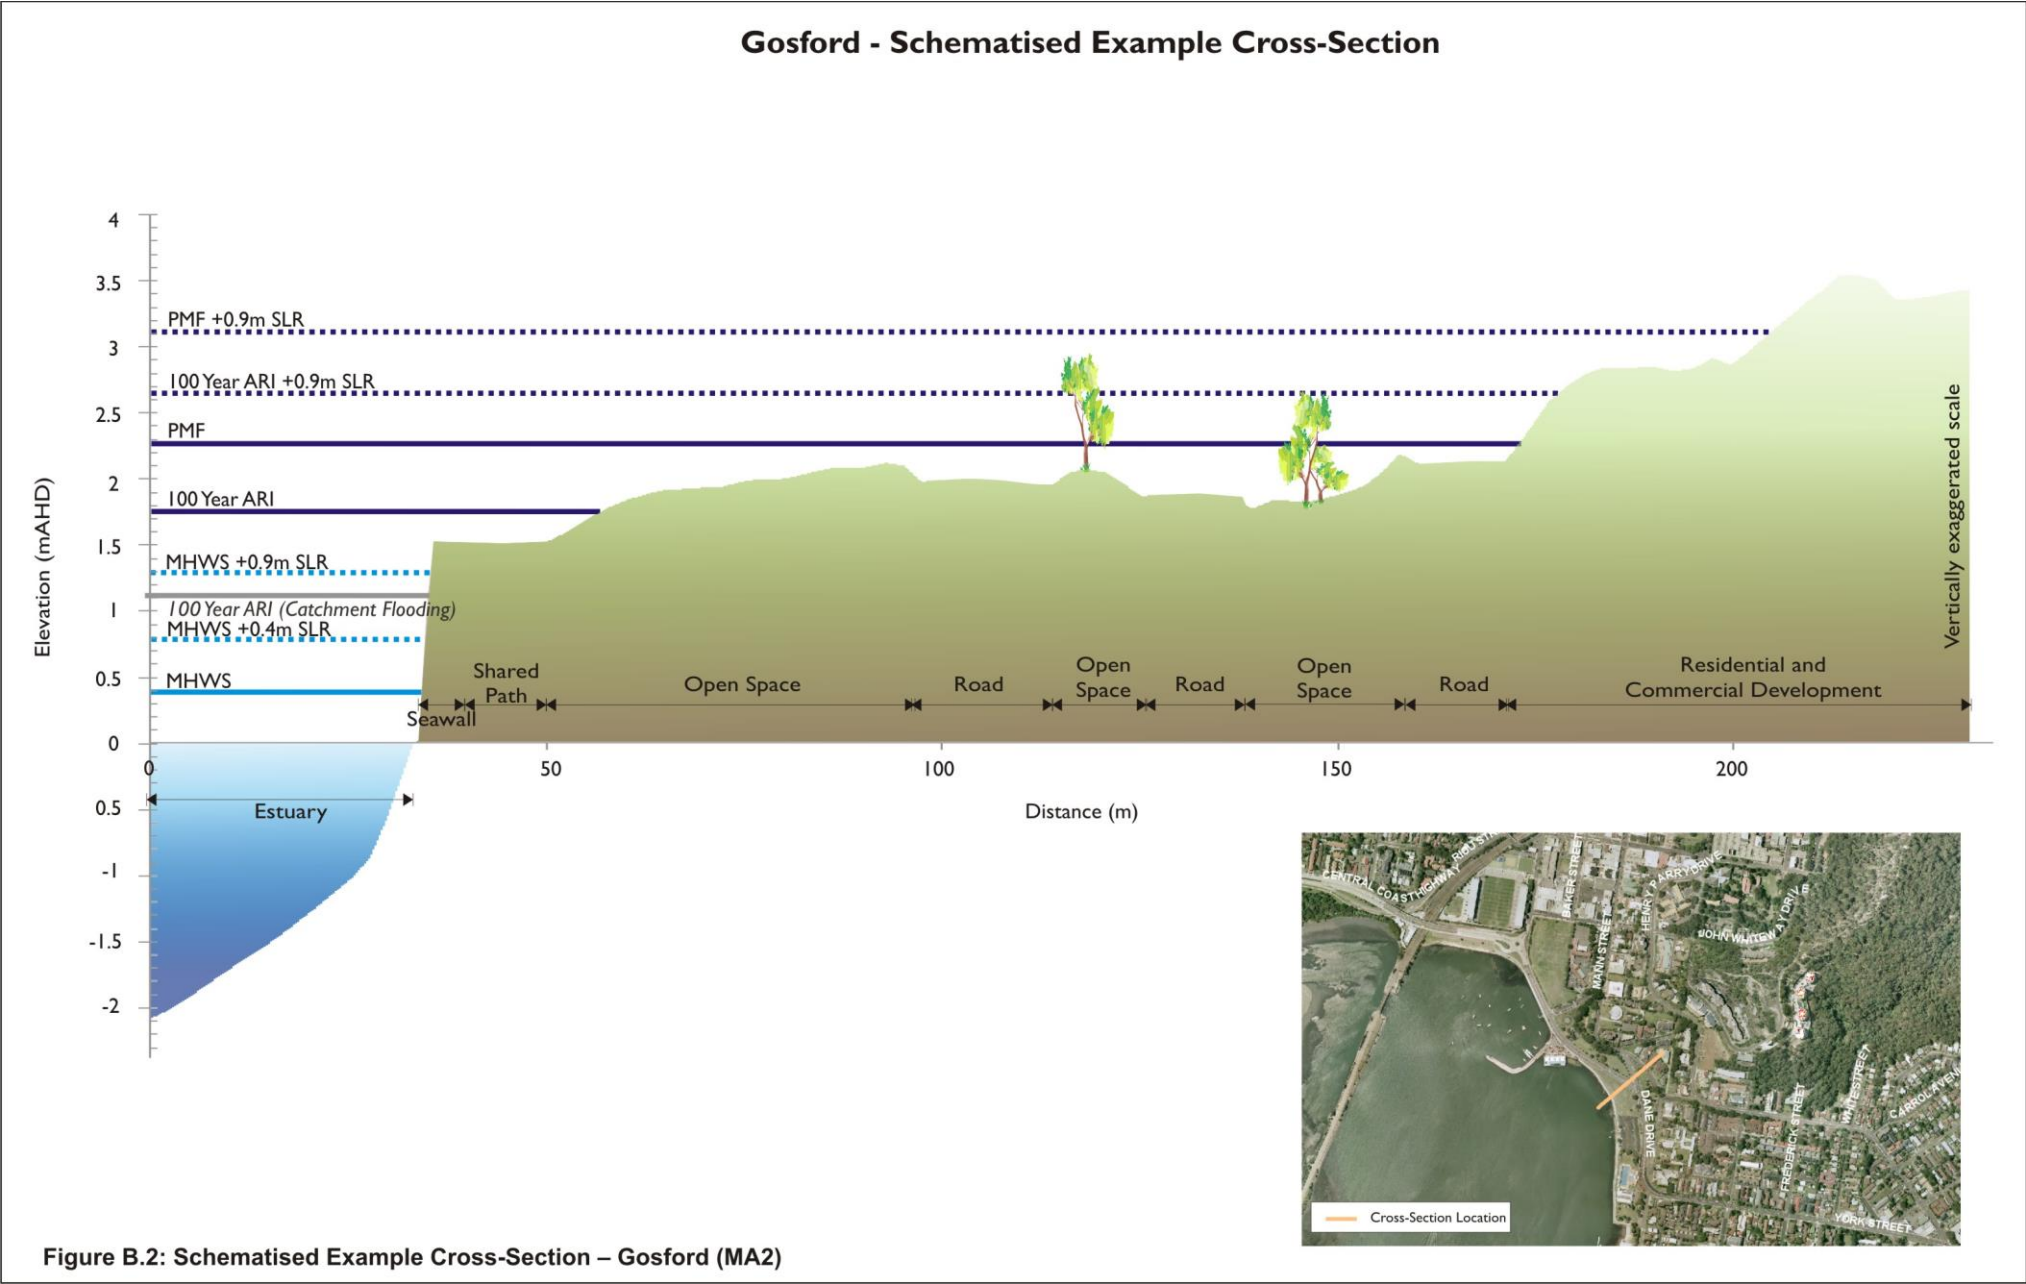 Gosford - Schematised Example Cross-Section
4
3.5
3
2.5
2
1.5
1
0.5
0
0.5
-1
-1.5
-2
Elevation (mAHD)
PMF +0.9m SLR
100 Year ARI +0.9m SLR
PMF
100 Year ARI
MHWS +0.9m SLR
100 Year ARI (Catchment Flooding)
MHWS +0.4m SLR
MHWS
Seawall
Shared
Path
Open Space
Road
Open
Space
Road
Open
Space
Road
Residential and
Commercial Development
Vertically exaggerated scale
0
50
100
150
200
Estuary
Distance (m)
CENTRAL COAST HIGHWAY
BAKER STREET
HENRY PARRY DRIVE
MANN STREET
JOHN WHITEWAY DRIVE
DANE DRIVE
FREDERICK STREET
WHITE STREET
YORK STREET
Cross-Section Location
Figure B.2: Schematised Example Cross-Section – Gosford (MA2)